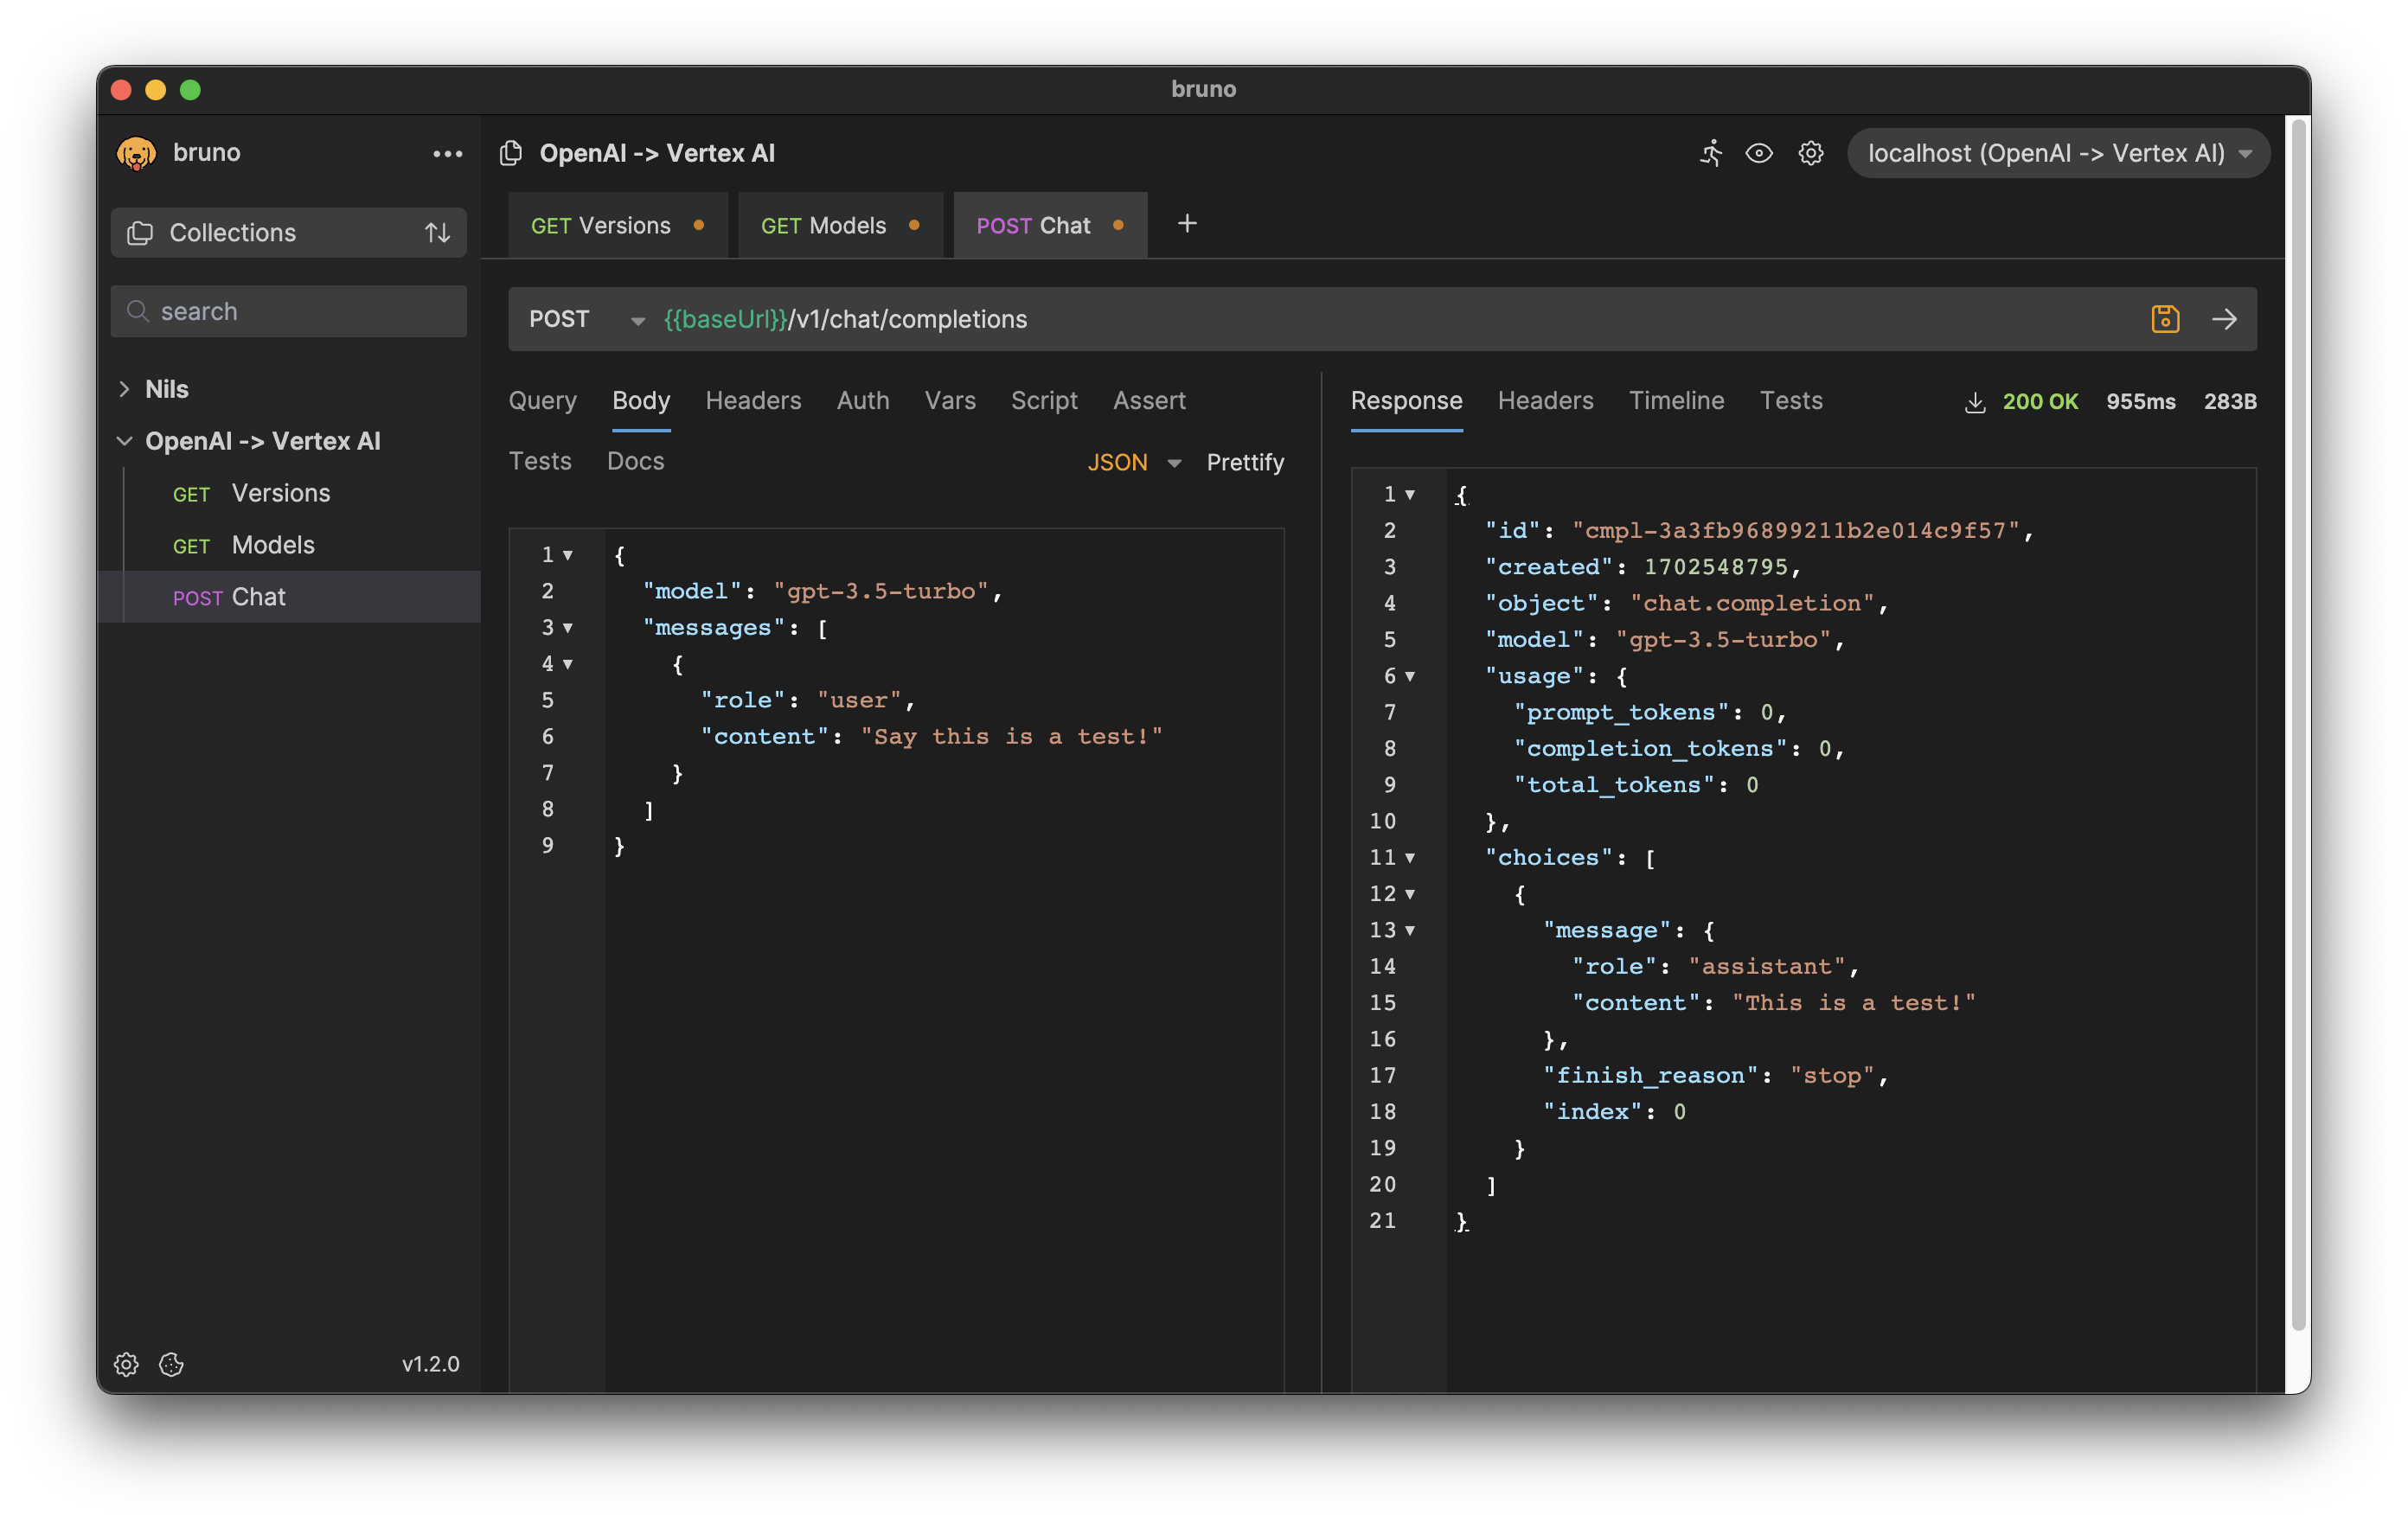 bruno
bruno
Collections
search
Nils
OpenAI -> Vertex AI
GET Versions
GET Models
POST Chat
v1.2.0
OpenAI -> Vertex AI
localhost (OpenAI -> Vertex AI)
GET Versions
GET Models
POST Chat
+
POST {{baseUrl}}/v1/chat/completions
Query Body Headers Auth Vars Script Assert
Tests Docs
JSON Prettify
1 {
2 "model": "gpt-3.5-turbo",
3 "messages": [
4 {
5 "role": "user",
6 "content": "Say this is a test!"
7 }
8 ]
9 }
Response Headers Timeline Tests
200 OK 955ms 283B
1 {
2 "id": "cmpl-3a3fb96899211b2e014c9f57",
3 "created": 1702548795,
4 "object": "chat.completion",
5 "model": "gpt-3.5-turbo",
6 "usage": {
7 "prompt_tokens": 0,
8 "completion_tokens": 0,
9 "total_tokens": 0
10 },
11 "choices": [
12 {
13 "message": {
14 "role": "assistant",
15 "content": "This is a test!"
16 },
17 "finish_reason": "stop",
18 "index": 0
19 }
20 ]
21 }